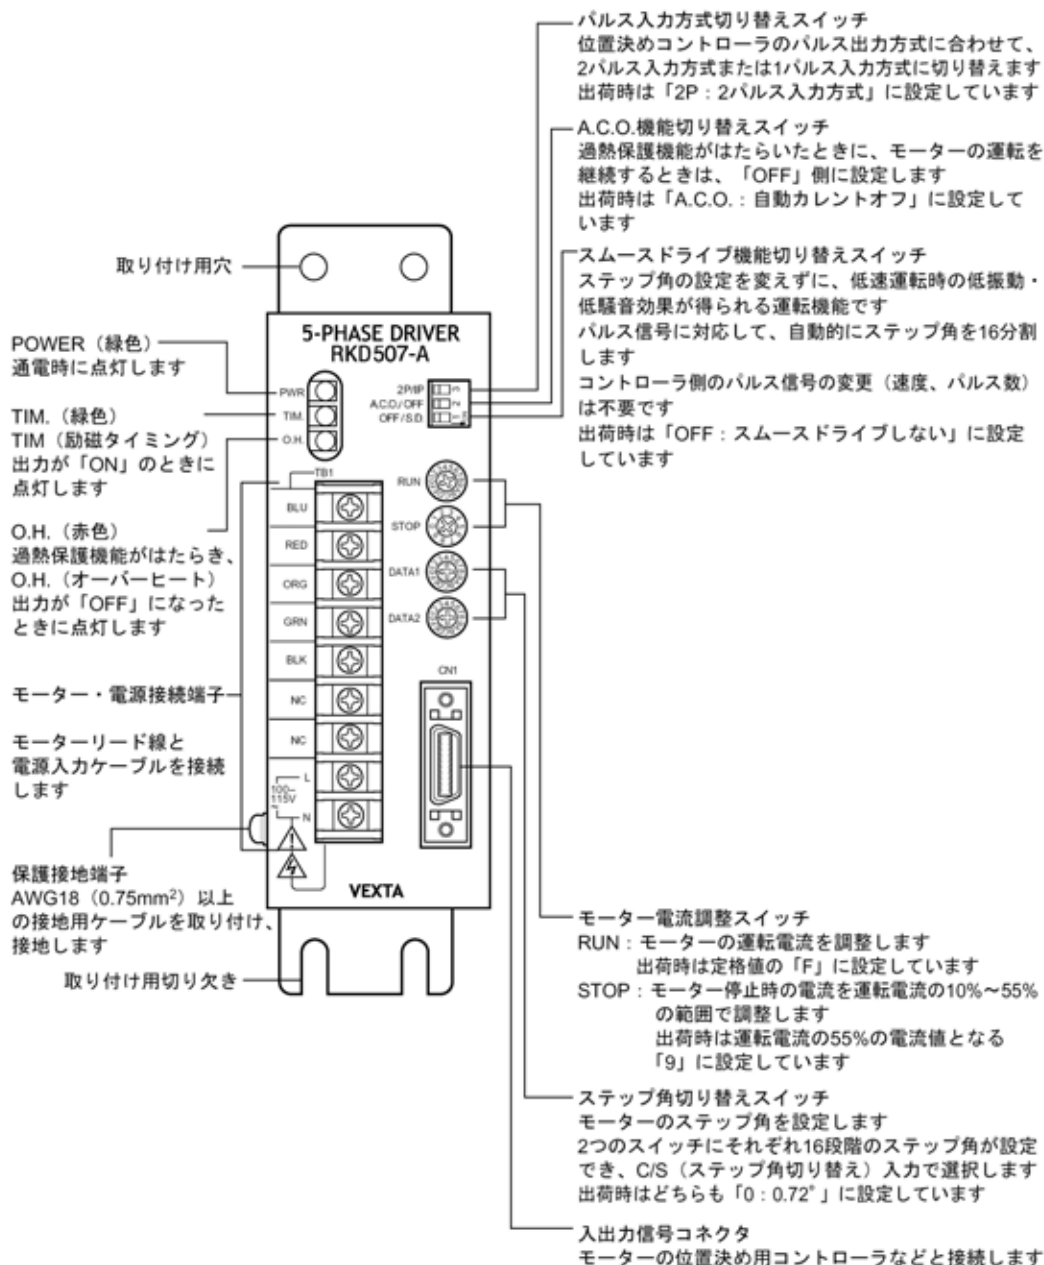 パルス入力方式切り替えスイッチ
位置決めコントローラのパルス出力方式に合わせて、
2パルス入力方式または1パルス入力方式に切り替えます
出荷時は「2P：2パルス入力方式」に設定しています
A.C.O.機能切り替えスイッチ
過熱保護機能がはたらいたときに、モーターの運転を
継続するときは、「OFF」側に設定します
出荷時は「A.C.O.：自動カレントオフ」に設定して
います
スムースドライブ機能切り替えスイッチ
ステップ角の設定を変えずに、低速運転時の低振動・
低騒音効果が得られる運転機能です
パルス信号に対応して、自動的にステップ角を16分割
します
コントローラ側のパルス信号の変更（速度、パルス数）
は不要です
出荷時は「OFF：スムースドライブしない」に設定
しています
取り付け用穴
POWER（緑色）
通電時に点灯します
TIM.（緑色）
TIM（励磁タイミング）
出力が「ON」のときに
点灯します
O.H.（赤色）
過熱保護機能がはたらき、
O.H.（オーバーヒート）
出力が「OFF」になった
ときに点灯します
モーター・電源接続端子
モーターリード線と
電源入力ケーブルを接続
します
保護接地端子
AWG18（0.75mm²）以上
の接地用ケーブルを取り付け、
接地します
取り付け用切り欠き
5-PHASE DRIVER
RKD507-A
PWR
TIM.
O.H.
2P/IP
A.C.O./OFF
OFF/S.D.
TB1
BLU
RED
ORG
GRN
BLK
NC
NC
L
100–
115V
~
N
RUN
STOP
DATA1
DATA2
CN1
VEXTA
モーター電流調整スイッチ
RUN：モーターの運転電流を調整します
出荷時は定格値の「F」に設定しています
STOP：モーター停止時の電流を運転電流の10%～55%
の範囲で調整します
出荷時は運転電流の55%の電流値となる
「9」に設定しています
ステップ角切り替えスイッチ
モーターのステップ角を設定します
2つのスイッチにそれぞれ16段階のステップ角が設定
でき、C/S（ステップ角切り替え）入力で選択します
出荷時はどちらも「0：0.72°」に設定しています
入出力信号コネクタ
モーターの位置決め用コントローラなどと接続します